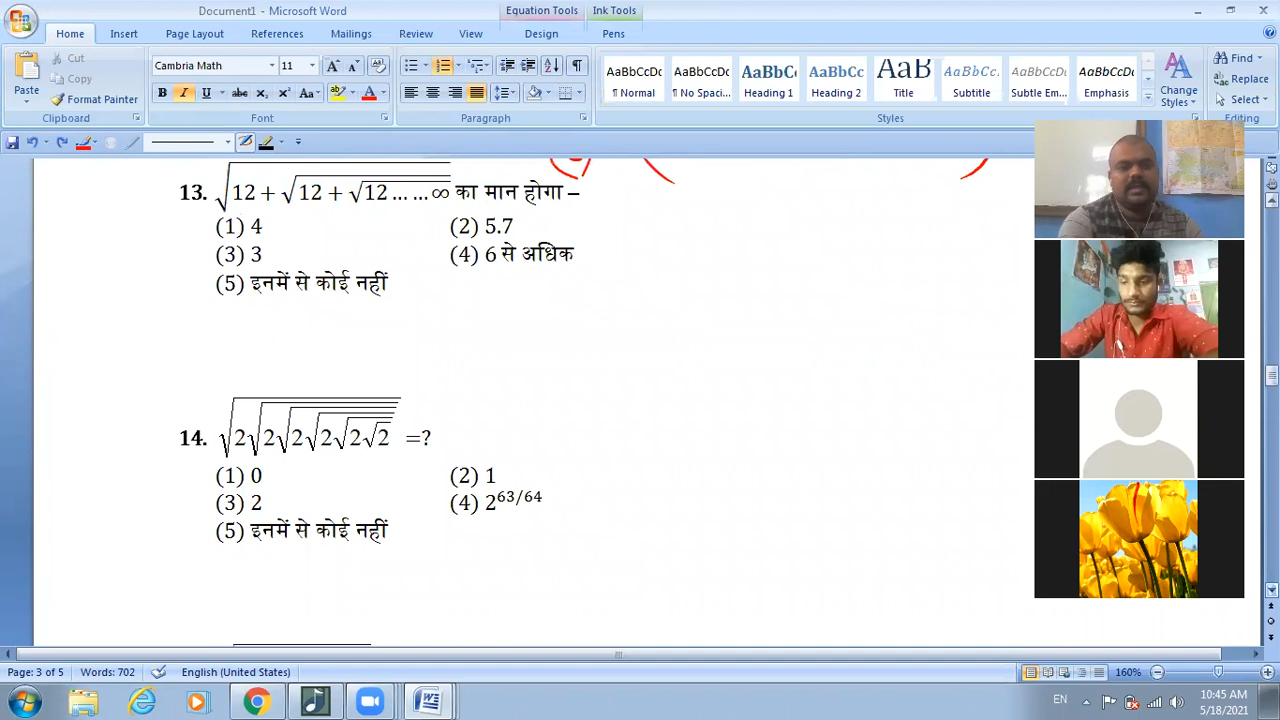 Document1 - Microsoft Word
Equation Tools
Ink Tools
Home Insert Page Layout References Mailings Review View Design Pens
Paste
Cut
Copy
Format Painter
Clipboard
Cambria Math 11
B I U abc x₂ x² Aa
Font
Paragraph
AaBbCcDc AaBbCcDc AaBbCc AaBbCc AaB AaBbCc. AaBbCcDc AaBbCcDc
¶ Normal ¶ No Spaci... Heading 1 Heading 2 Title Subtitle Subtle Em... Emphasis
Change Styles
Styles
Find
Replace
Select
Editing
13. √(12 + √(12 + √(12 ... ... ∞))) का मान होगा –
(1) 4 (2) 5.7
(3) 3 (4) 6 से अधिक
(5) इनमें से कोई नहीं
14. √(2√(2√(2√(2√(2√2))))) =?
(1) 0 (2) 1
(3) 2 (4) 2^63/64
(5) इनमें से कोई नहीं
Page: 3 of 5 Words: 702 English (United States) 160%
EN 10:45 AM
5/18/2021